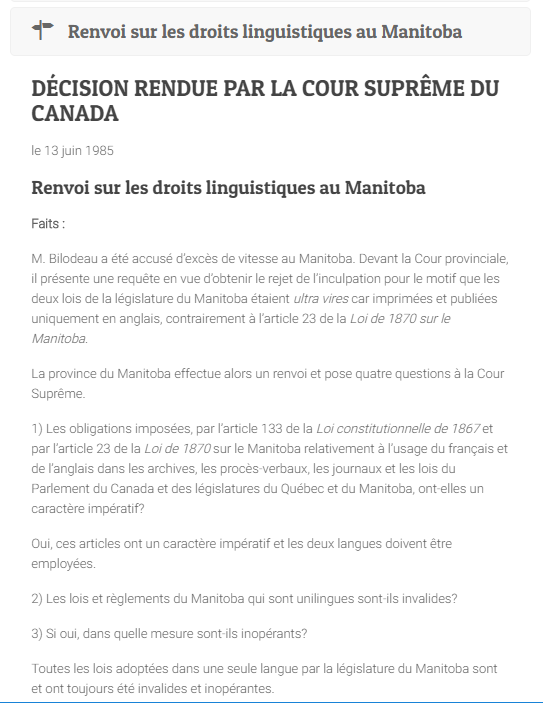 Renvoi sur les droits linguistiques au Manitoba
DÉCISION RENDUE PAR LA COUR SUPRÊME DU
CANADA
le 13 juin 1985
Renvoi sur les droits linguistiques au Manitoba
Faits :
M. Bilodeau a été accusé d'excès de vitesse au Manitoba. Devant la Cour provinciale,
il présente une requête en vue d'obtenir le rejet de l'inculpation pour le motif que les
deux lois de la législature du Manitoba étaient ultra vires car imprimées et publiées
uniquement en anglais, contrairement à l'article 23 de la Loi de 1870 sur le
Manitoba.
La province du Manitoba effectue alors un renvoi et pose quatre questions à la Cour
Suprême.
1) Les obligations imposées, par l'article 133 de la Loi constitutionnelle de 1867 et
par l'article 23 de la Loi de 1870 sur le Manitoba relativement à l'usage du français et
de l'anglais dans les archives, les procès-verbaux, les journaux et les lois du
Parlement du Canada et des législatures du Québec et du Manitoba, ont-elles un
caractère impératif?
Oui, ces articles ont un caractère impératif et les deux langues doivent être
employées.
2) Les lois et règlements du Manitoba qui sont unilingues sont-ils invalides?
3) Si oui, dans quelle mesure sont-ils inopérants?
Toutes les lois adoptées dans une seule langue par la législature du Manitoba sont
et ont toujours été invalides et inopérantes.